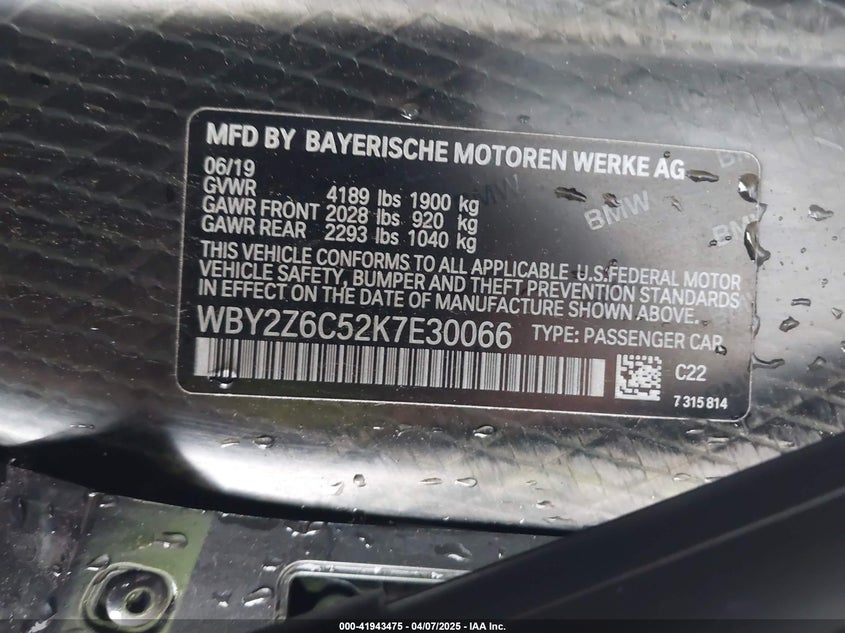 MFD BY BAYERISCHE MOTOREN WERKE AG
06/19
GVWR 4189 lbs 1900 kg
GAWR FRONT 2028 lbs 920 kg
GAWR REAR 2293 lbs 1040 kg
BMW BMW BMW
THIS VEHICLE CONFORMS TO ALL APPLICABLE U.S.FEDERAL MOTOR
VEHICLE SAFETY, BUMPER AND THEFT PREVENTION STANDARDS
IN EFFECT ON THE DATE OF MANUFACTURE SHOWN ABOVE.
WBY2Z6C52K7E30066 TYPE: PASSENGER CAR
C22
7 315 814
000-41943475 - 04/07/2025 - IAA Inc.